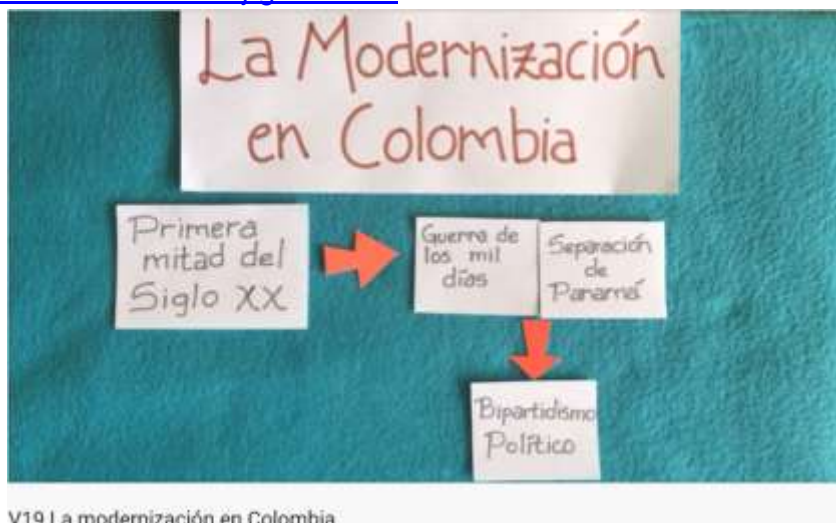 La Modernización
en Colombia
Primera
mitad del
Siglo XX
Guerra de
los mil
días
Separación
de
Panamá
Bipartidismo
Político
V19 La modernización en Colombia